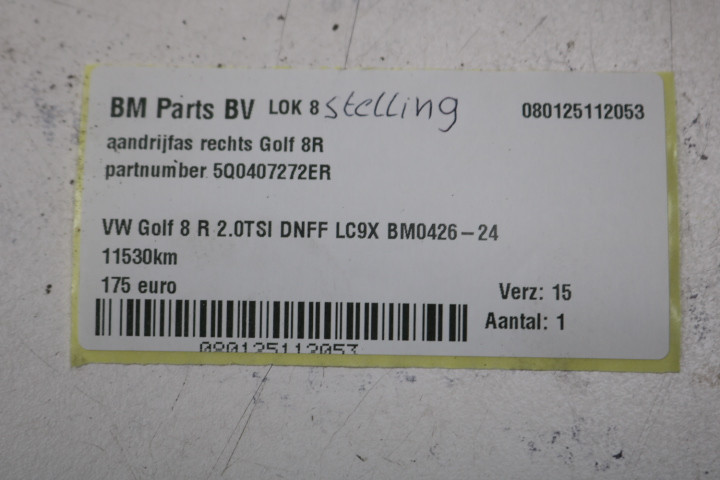 BM Parts BV LOK 8 stelling 080125112053
aandrijfas rechts Golf 8R
partnumber 5Q0407272ER
VW Golf 8 R 2.0TSI DNFF LC9X BM0426-24
11530km
175 euro Verz: 15
Aantal: 1
080125112053